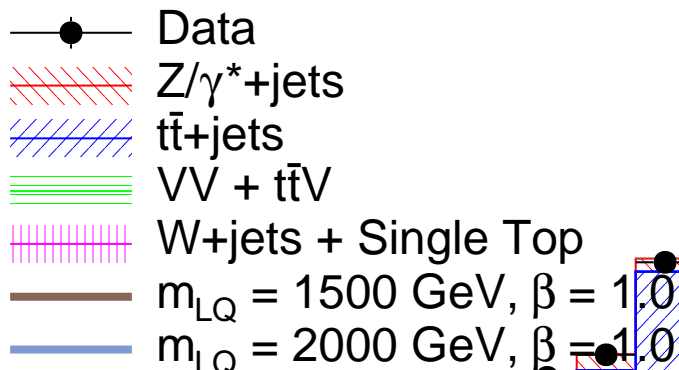 Data
Z/γ*+jets
tt̄+jets
VV + tt̄V
W+jets + Single Top
m_LQ = 1500 GeV, β = 1.0
m_LQ = 2000 GeV, β = 1.0